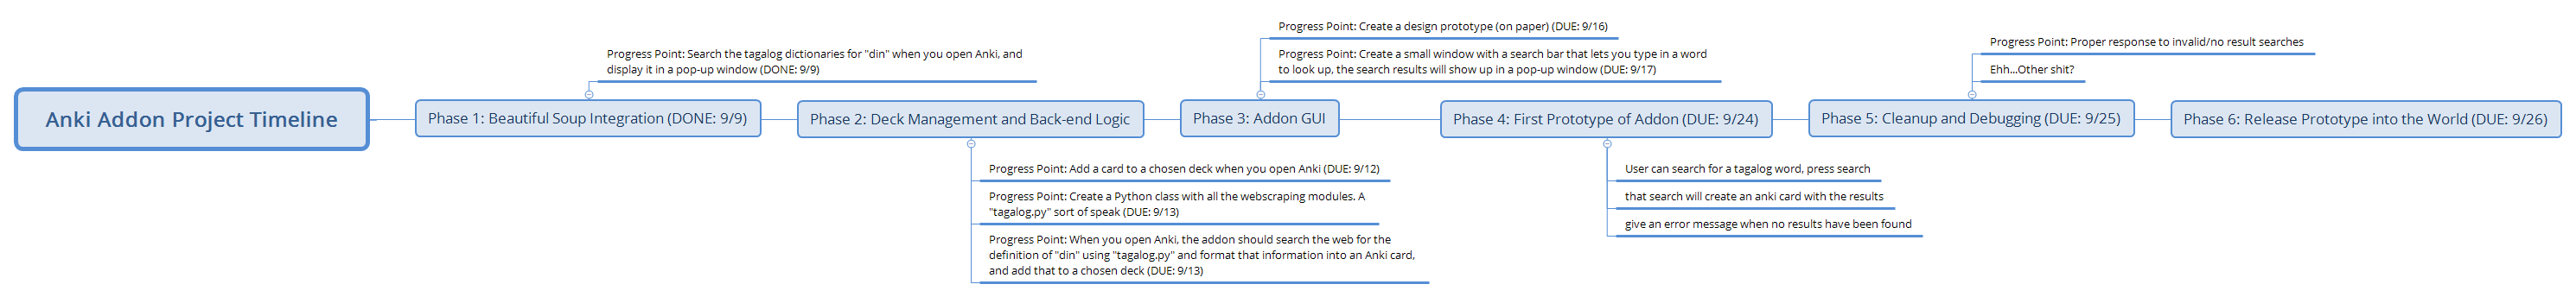 Anki Addon Project Timeline
Phase 1: Beautiful Soup Integration (DONE: 9/9)
Progress Point: Search the tagalog dictionaries for "din" when you open Anki, and
display it in a pop-up window (DONE: 9/9)
Phase 2: Deck Management and Back-end Logic
Progress Point: Add a card to a chosen deck when you open Anki (DUE: 9/12)
Progress Point: Create a Python class with all the webscraping modules. A
"tagalog.py" sort of speak (DUE: 9/13)
Progress Point: When you open Anki, the addon should search the web for the
definition of "din" using "tagalog.py" and format that information into an Anki card,
and add that to a chosen deck (DUE: 9/13)
Phase 3: Addon GUI
Progress Point: Create a design prototype (on paper) (DUE: 9/16)
Progress Point: Create a small window with a search bar that lets you type in a word
to look up, the search results will show up in a pop-up window (DUE: 9/17)
Phase 4: First Prototype of Addon (DUE: 9/24)
User can search for a tagalog word, press search
that search will create an anki card with the results
give an error message when no results have been found
Phase 5: Cleanup and Debugging (DUE: 9/25)
Progress Point: Proper response to invalid/no result searches
Ehh...Other shit?
Phase 6: Release Prototype into the World (DUE: 9/26)